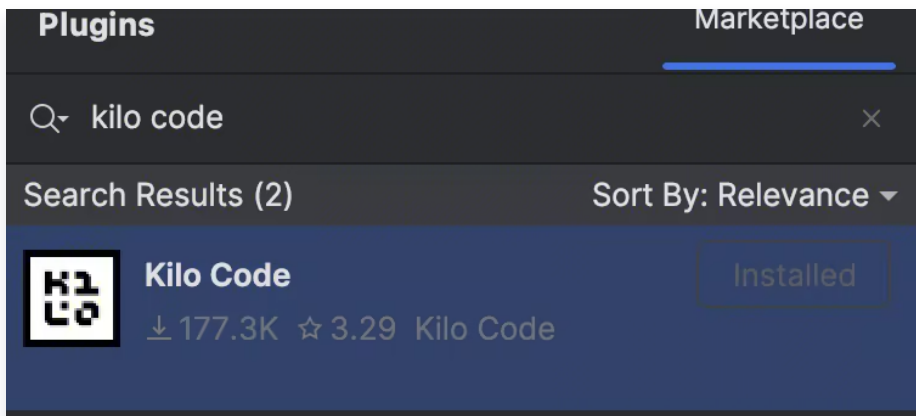 Plugins
Marketplace
kilo code
Search Results (2)
Sort By: Relevance
Kilo Code
Installed
177.3K 3.29 Kilo Code